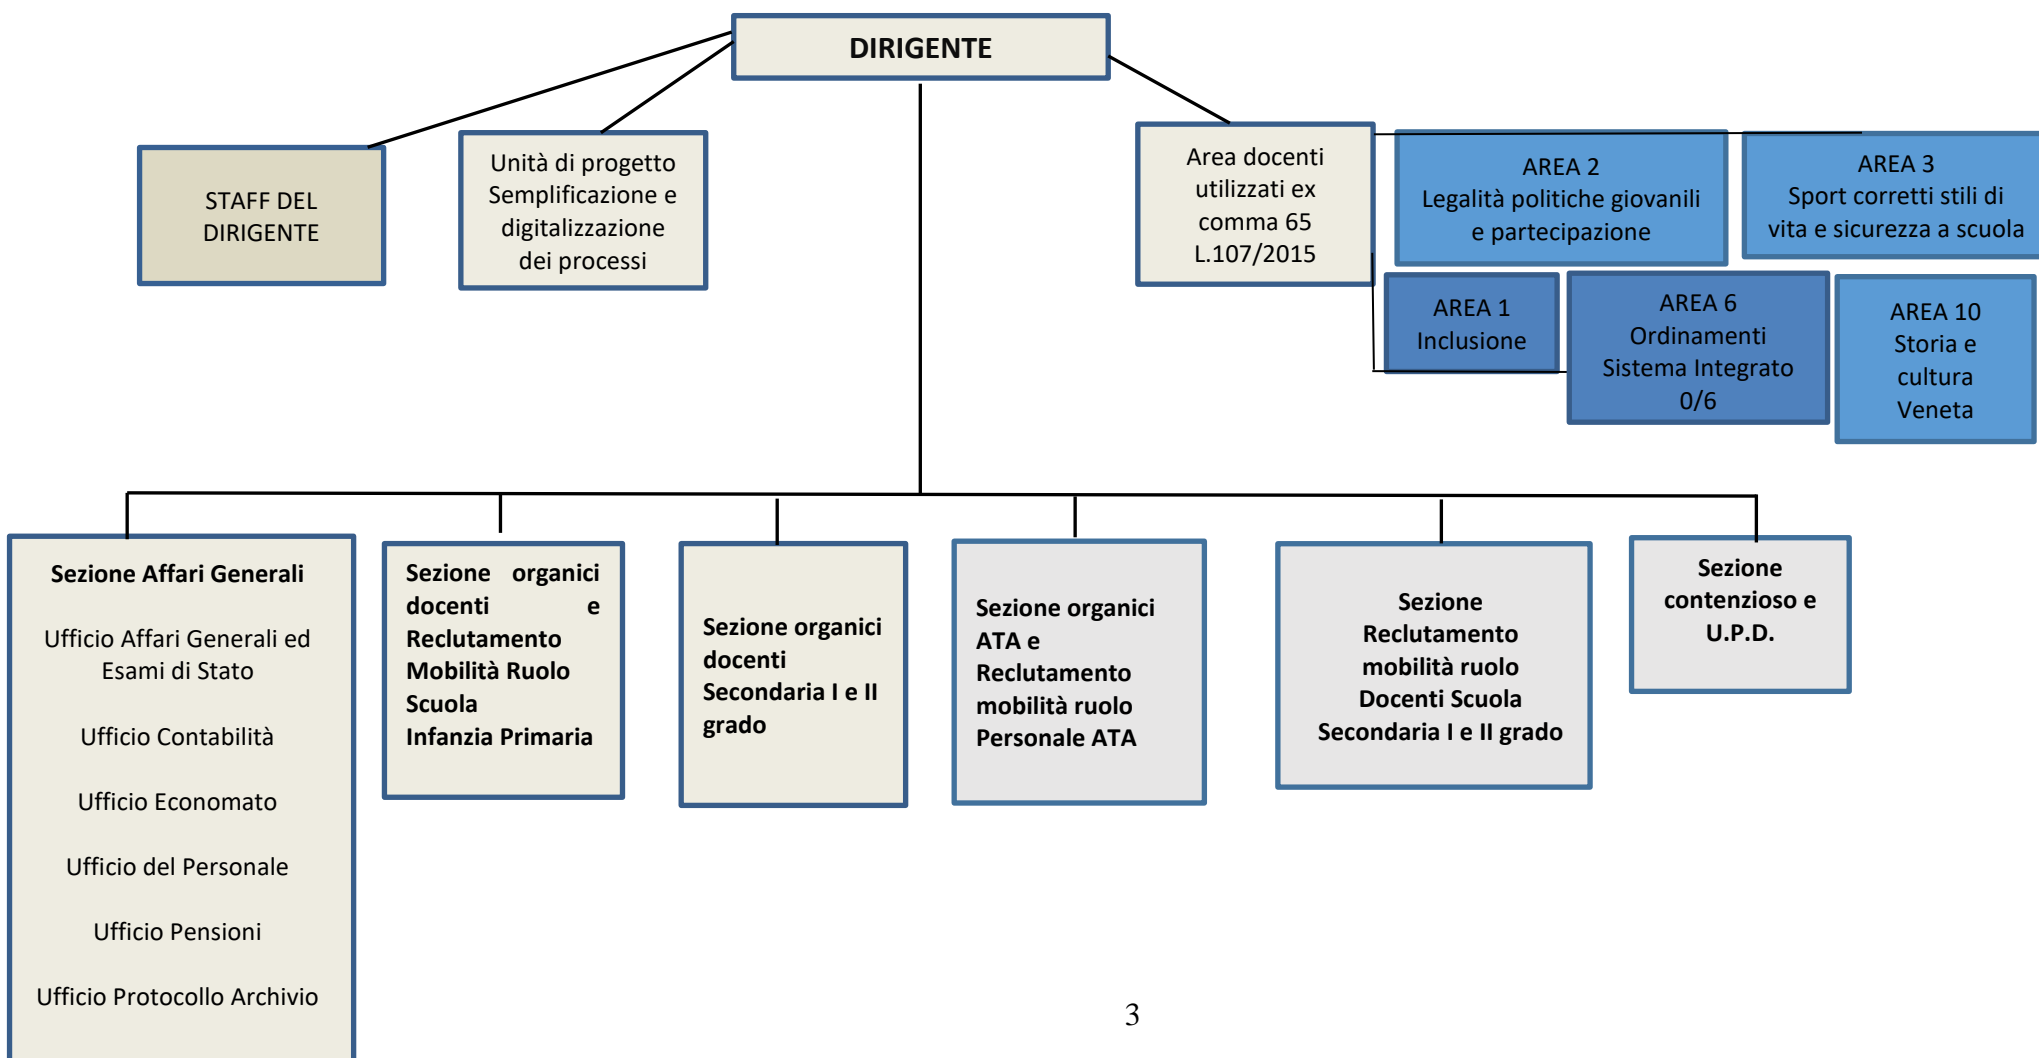 DIRIGENTE
STAFF DEL
DIRIGENTE
Unità di progetto
Semplificazione e
digitalizzazione
dei processi
Area docenti
utilizzati ex
comma 65
L.107/2015
AREA 2
Legalità politiche giovanili
e partecipazione
AREA 3
Sport corretti stili di
vita e sicurezza a scuola
AREA 1
Inclusione
AREA 6
Ordinamenti
Sistema Integrato
0/6
AREA 10
Storia e
cultura
Veneta
Sezione Affari Generali
Ufficio Affari Generali ed
Esami di Stato
Ufficio Contabilità
Ufficio Economato
Ufficio del Personale
Ufficio Pensioni
Ufficio Protocollo Archivio
Sezione organici
docenti e
Reclutamento
Mobilità Ruolo
Scuola
Infanzia Primaria
Sezione organici
docenti
Secondaria I e II
grado
Sezione organici
ATA e
Reclutamento
mobilità ruolo
Personale ATA
Sezione
Reclutamento
mobilità ruolo
Docenti Scuola
Secondaria I e II grado
Sezione
contenzioso e
U.P.D.
3